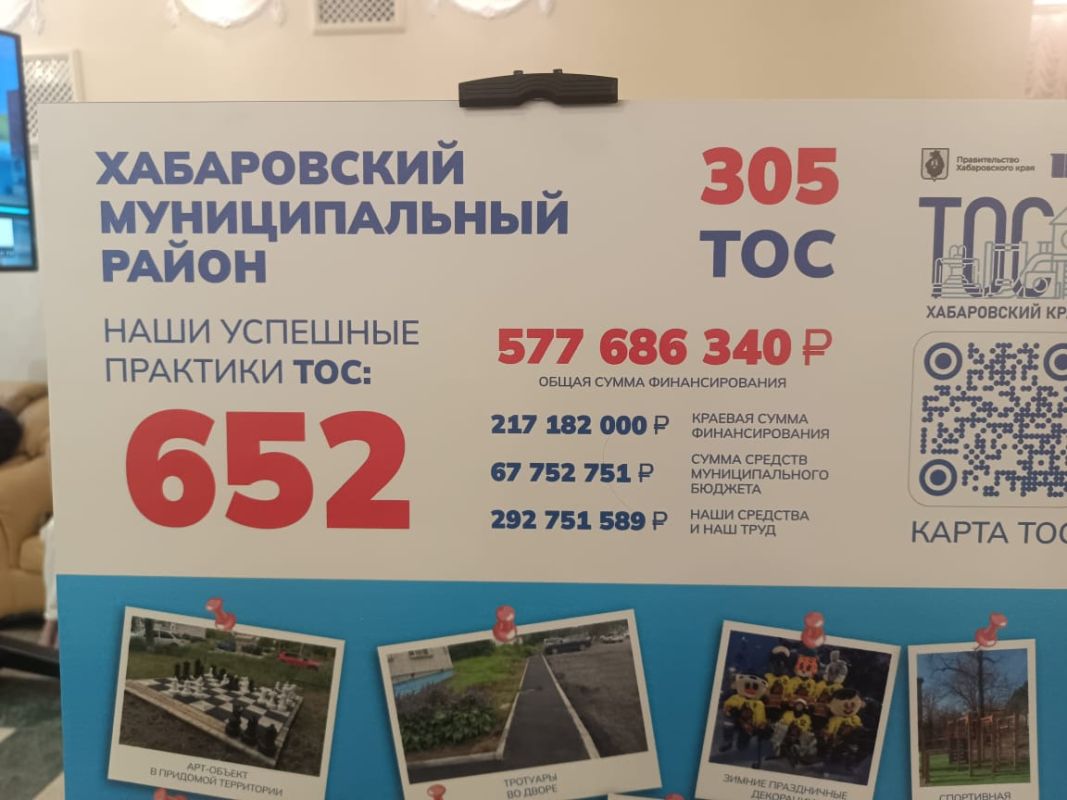 ХАБАРОВСКИЙ
МУНИЦИПАЛЬНЫЙ
РАЙОН
305
ТОС
Правительство
Хабаровского края
ТОС
ХАБАРОВСКИЙ
НАШИ УСПЕШНЫЕ
ПРАКТИКИ ТОС:
652
577 686 340 ₽
ОБЩАЯ СУММА ФИНАНСИРОВАНИЯ
217 182 000 ₽
КРАЕВАЯ СУММА
ФИНАНСИРОВАНИЯ
67 752 751 ₽
СУММА СРЕДСТВ
МУНИЦИПАЛЬНОГО
БЮДЖЕТА
292 751 589 ₽
НАШИ СРЕДСТВА
И НАШ ТРУД
КАРТА ТОС
АРТ-ОБЪЕКТ
В ПРИДОМОЙ ТЕРРИТОРИИ
ТРОТУАРЫ
ВО ДВОРЕ
ЗИМНИЕ ПРАЗДНИЧНЫЕ
СПОРТИВНАЯ